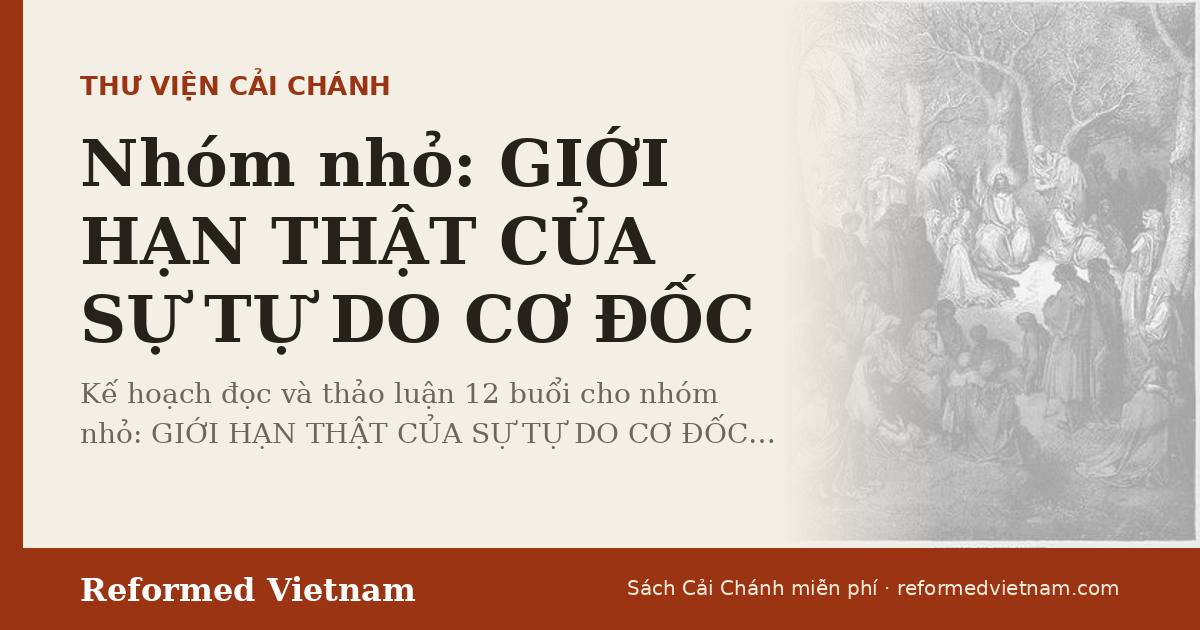 THƯ VIỆN CẢI CHÁNH
Nhóm nhỏ: GIỚI
HẠN THẬT CỦA
SỰ TỰ DO CƠ ĐỐC
Kế hoạch đọc và thảo luận 12 buổi cho nhóm
nhỏ: GIỚI HẠN THẬT CỦA SỰ TỰ DO CƠ ĐỐC...
Reformed Vietnam
Sách Cải Chánh miễn phí · reformedvietnam.com